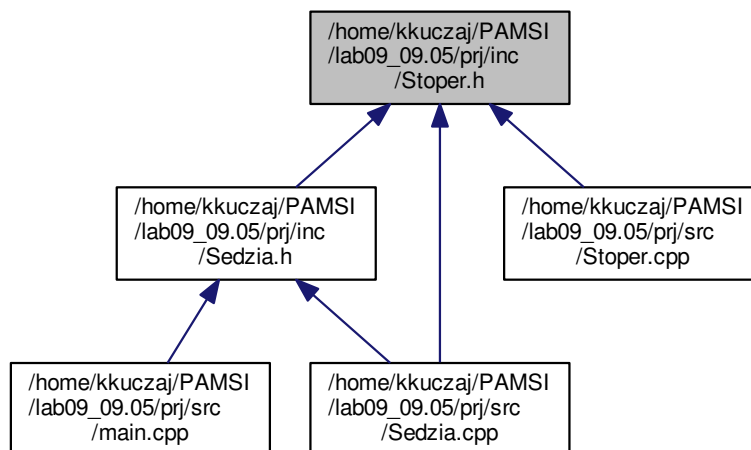 /home/kkuczaj/PAMSI
/lab09_09.05/prj/inc
/Stoper.h
/home/kkuczaj/PAMSI
/lab09_09.05/prj/inc
/Sedzia.h
/home/kkuczaj/PAMSI
/lab09_09.05/prj/src
/Stoper.cpp
/home/kkuczaj/PAMSI
/lab09_09.05/prj/src
/main.cpp
/home/kkuczaj/PAMSI
/lab09_09.05/prj/src
/Sedzia.cpp